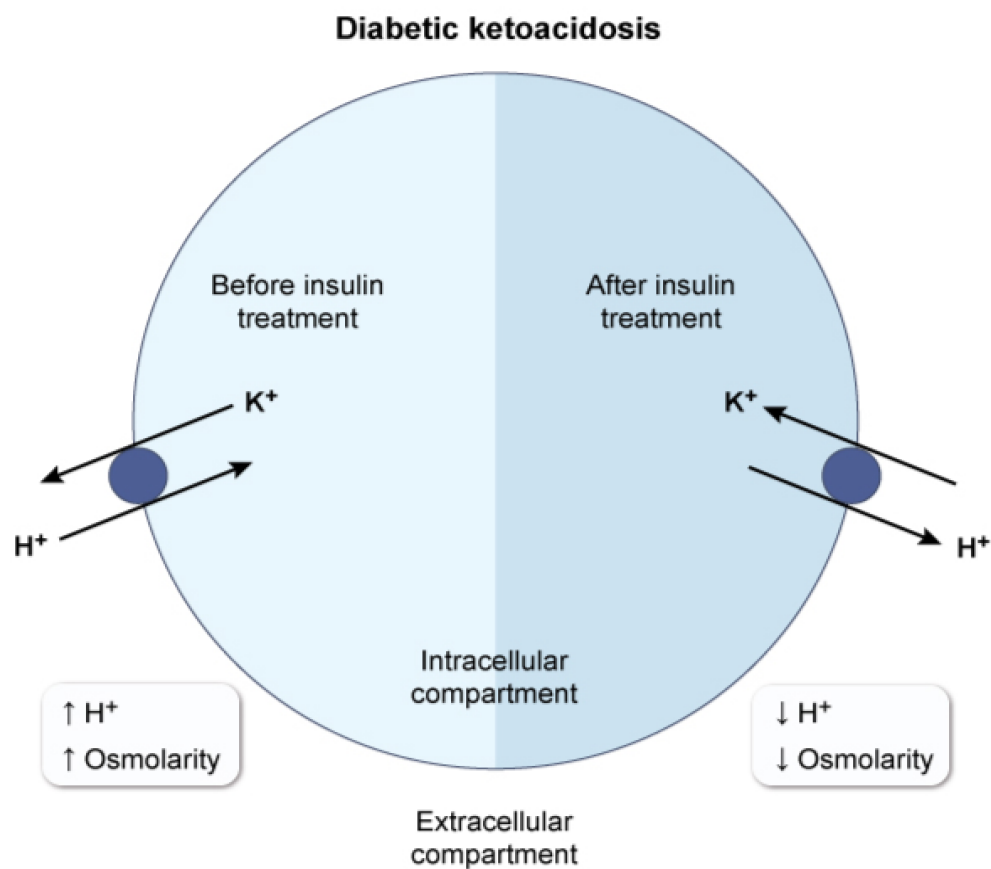 Diabetic ketoacidosis
Before insulin
treatment
After insulin
treatment
K⁺
K⁺
H⁺
H⁺
Intracellular
compartment
↑ H⁺
↑ Osmolarity
↓ H⁺
↓ Osmolarity
Extracellular
compartment